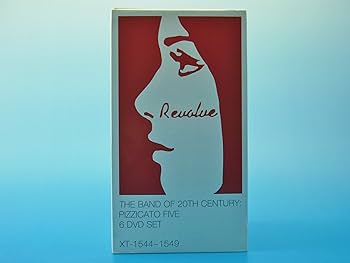 Revolve
THE BAND OF 20TH CENTURY:
PIZZICATO FIVE
6 DVD SET
XT-1544~1549